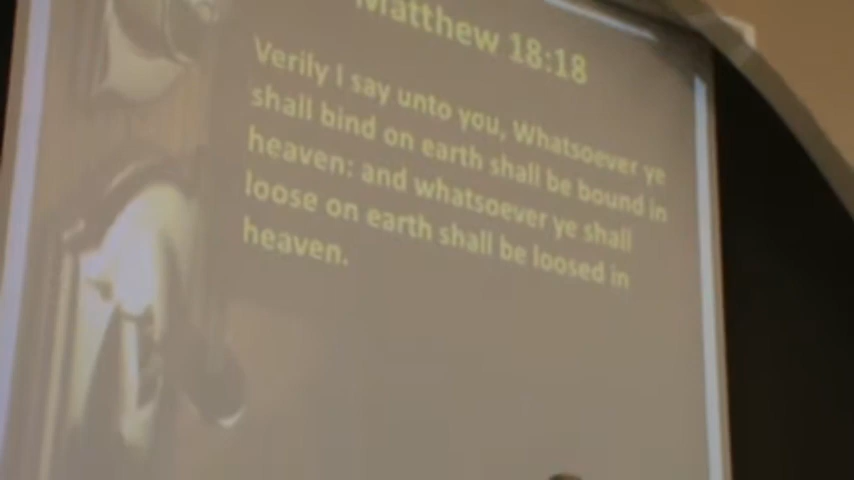 Matthew 18:18
Verily I say unto you, Whatsoever ye
shall bind on earth shall be bound in
heaven: and whatsoever ye shall
loose on earth shall be loosed in
heaven.